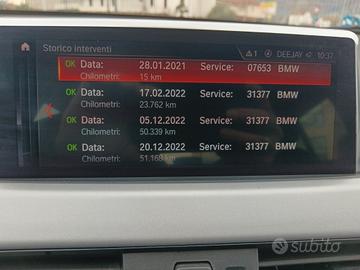 ⚠1 DEEJAY 10:37
Storico interventi
OK Data: 28.01.2021 Service: 07653 BMW
Chilometri: 15 km
OK Data: 17.02.2022 Service: 31377 BMW
Chilometri: 23.762 km
OK Data: 05.12.2022 Service: 31377 BMW
Chilometri: 50.339 km
OK Data: 20.12.2022 Service: 31377 BMW
Chilometri: 51.168 km
subito